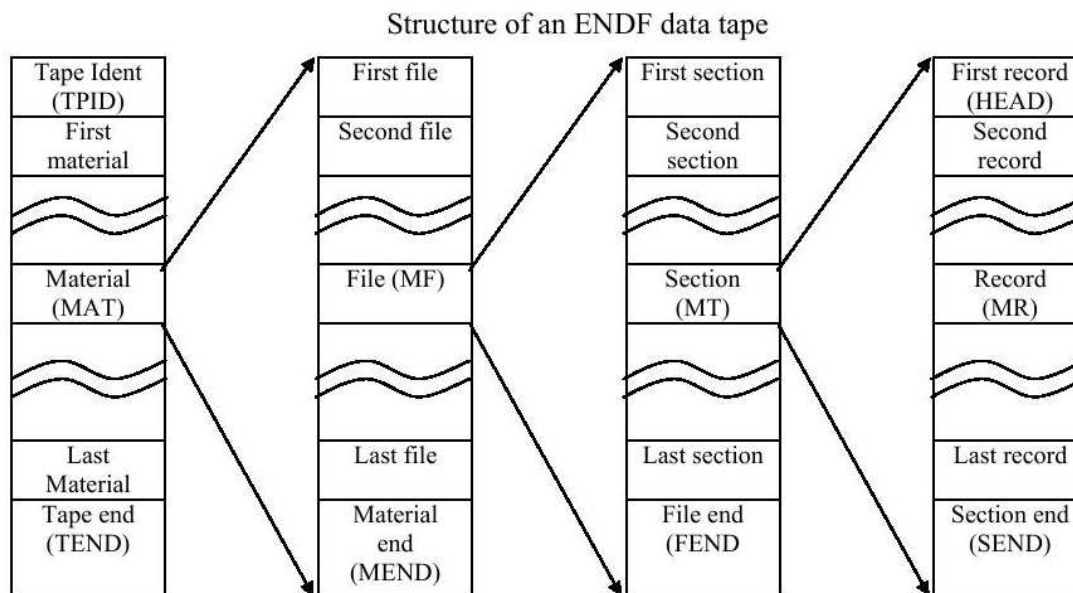 Structure of an ENDF data tape
Tape Ident
(TPID)
First
material
Material
(MAT)
Last
Material
Tape end
(TEND)
First file
Second file
File (MF)
Last file
Material
end
(MEND)
First section
Second
section
Section
(MT)
Last section
File end
(FEND
First record
(HEAD)
Second
record
Record
(MR)
Last record
Section end
(SEND)